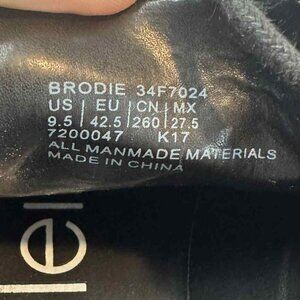 BRODIE 34F7024
US | EU | CN | MX
9.5 | 42.5 | 260 | 27.5
7200047 K17
ALL MANMADE MATERIALS
MADE IN CHINA
lei